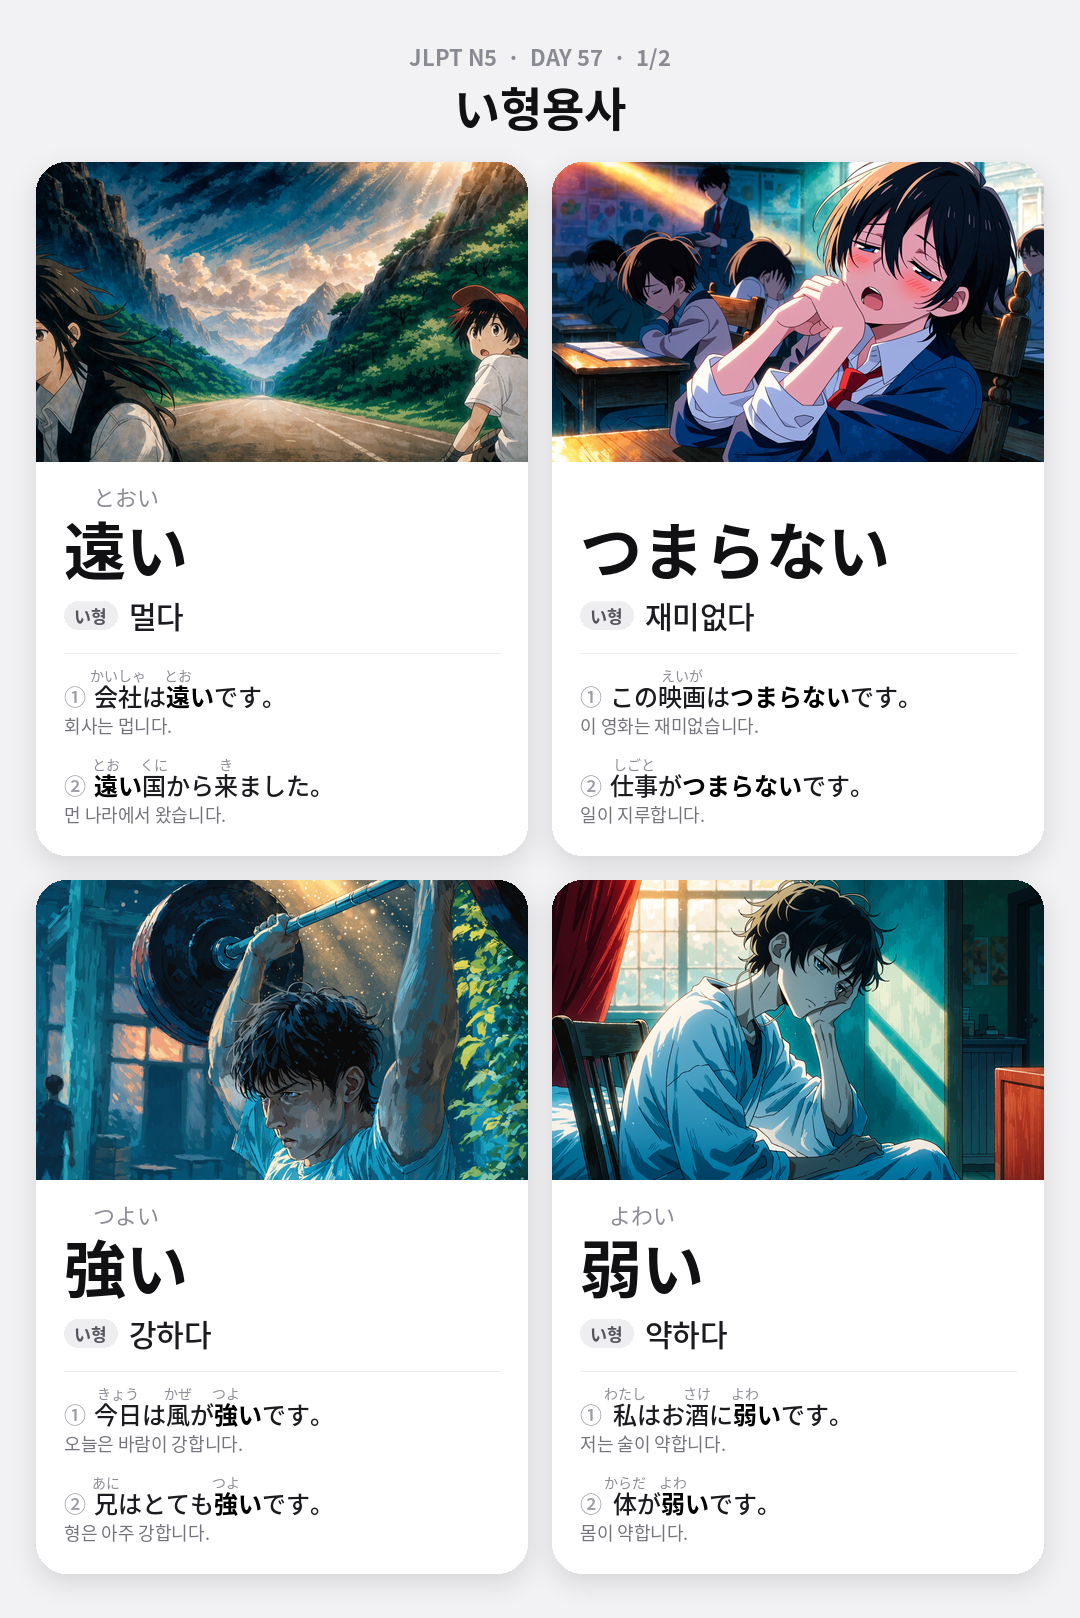 JLPT N5 · DAY 57 · 1/2
い형용사
とおい
遠い
い형 멀다
かいしゃ とお
① 会社は遠いです。
회사는 멉니다.
とお くに き
② 遠い国から来ました。
먼 나라에서 왔습니다.
つまらない
い형 재미없다
えいが
① この映画はつまらないです。
이 영화는 재미없습니다.
しごと
② 仕事がつまらないです。
일이 지루합니다.
つよい
強い
い형 강하다
きょう かぜ つよ
① 今日は風が強いです。
오늘은 바람이 강합니다.
あに つよ
② 兄はとても強いです。
형은 아주 강합니다.
よわい
弱い
い형 약하다
わたし さけ よわ
① 私はお酒に弱いです。
저는 술이 약합니다.
からだ よわ
② 体が弱いです。
몸이 약합니다.